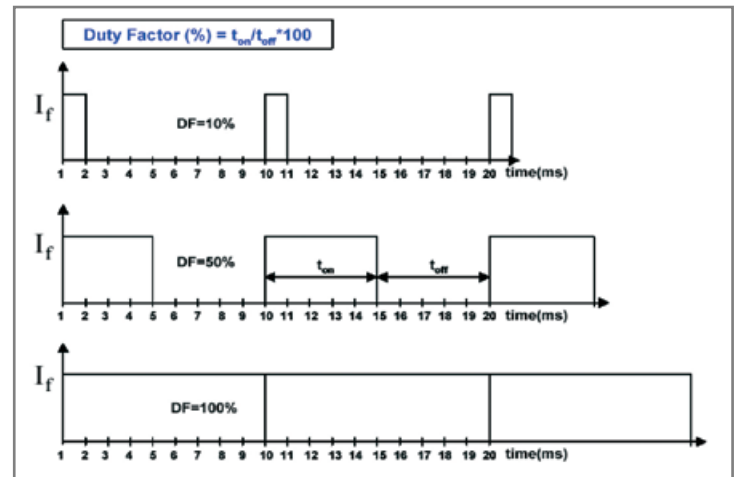 Duty Factor (%) = ton/toff*100
If
DF=10%
1 2 3 4 5 6 7 8 9 10 11 12 13 14 15 16 17 18 19 20 time(ms)
If
DF=50%
ton
toff
1 2 3 4 5 6 7 8 9 10 11 12 13 14 15 16 17 18 19 20 time(ms)
If
DF=100%
1 2 3 4 5 6 7 8 9 10 11 12 13 14 15 16 17 18 19 20 time(ms)